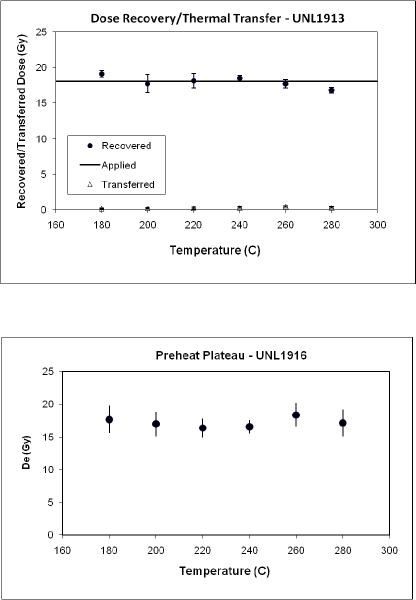 Dose Recovery/Thermal Transfer - UNL1913
Recovered/Transferred Dose (Gy)
25
20
15
10
5
0
Recovered
Applied
Transferred
160 180 200 220 240 260 280 300
Temperature (C)
Preheat Plateau - UNL1916
De (Gy)
25
20
15
10
5
0
160 180 200 220 240 260 280 300
Temperature (C)